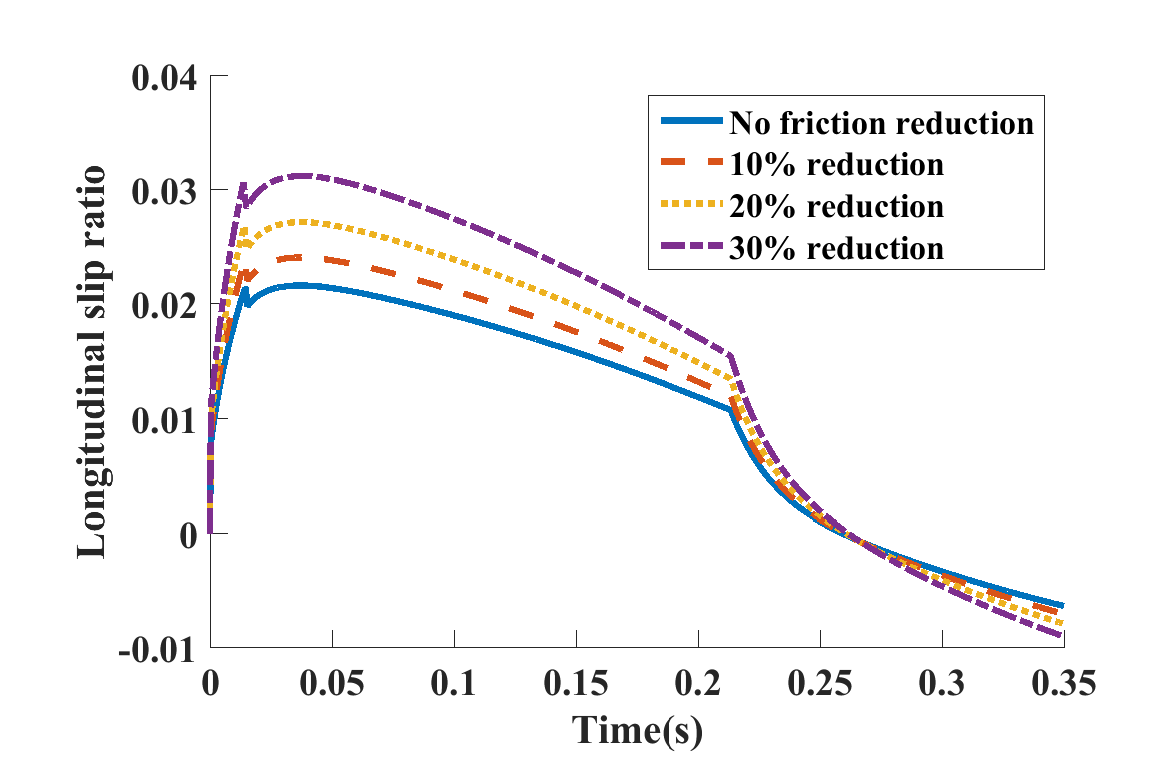 0.04
0.03
0.02
0.01
0
-0.01
Longitudinal slip ratio
No friction reduction
10% reduction
20% reduction
30% reduction
0 0.05 0.1 0.15 0.2 0.25 0.3 0.35
Time(s)